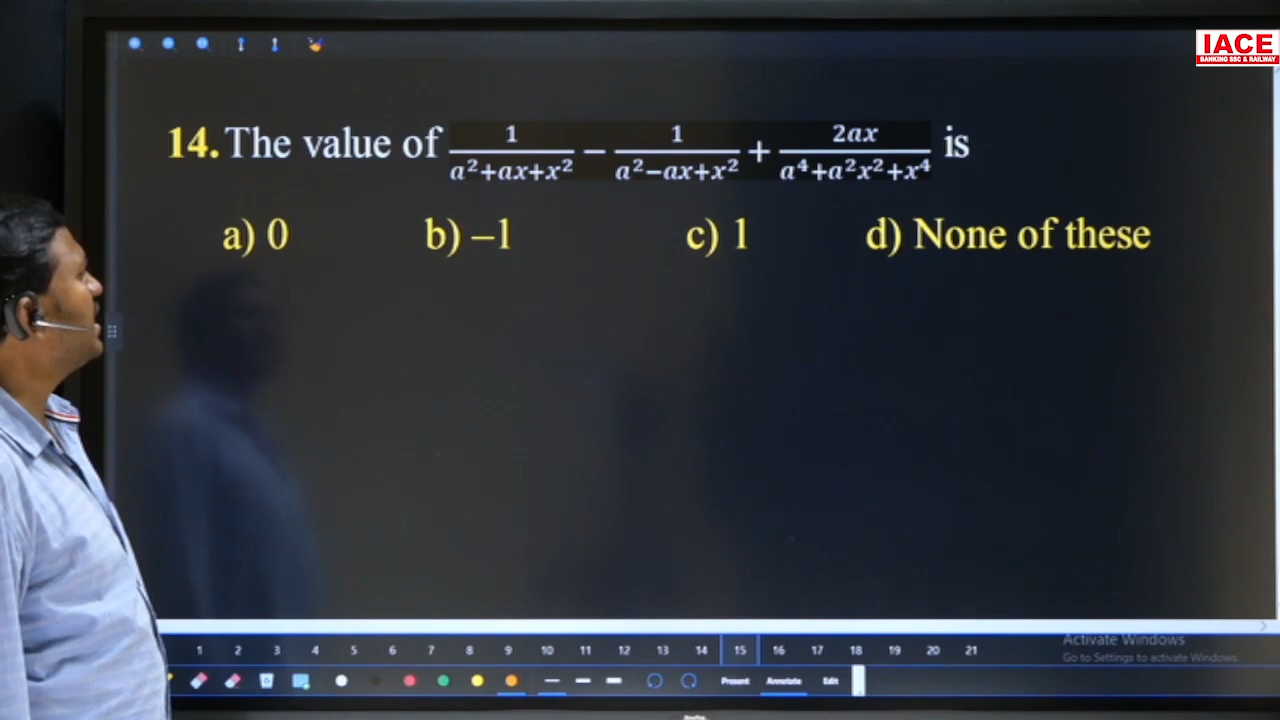 IACE
BANKING SSC & RAILWAY
14. The value of 1/(a²+ax+x²) − 1/(a²−ax+x²) + 2ax/(a⁴+a²x²+x⁴) is
a) 0 b) –1 c) 1 d) None of these
Activate Windows
Go to Settings to activate Windows.
1 2 3 4 5 6 7 8 9 10 11 12 13 14 15 16 17 18 19 20 21
Present Annotate Edit